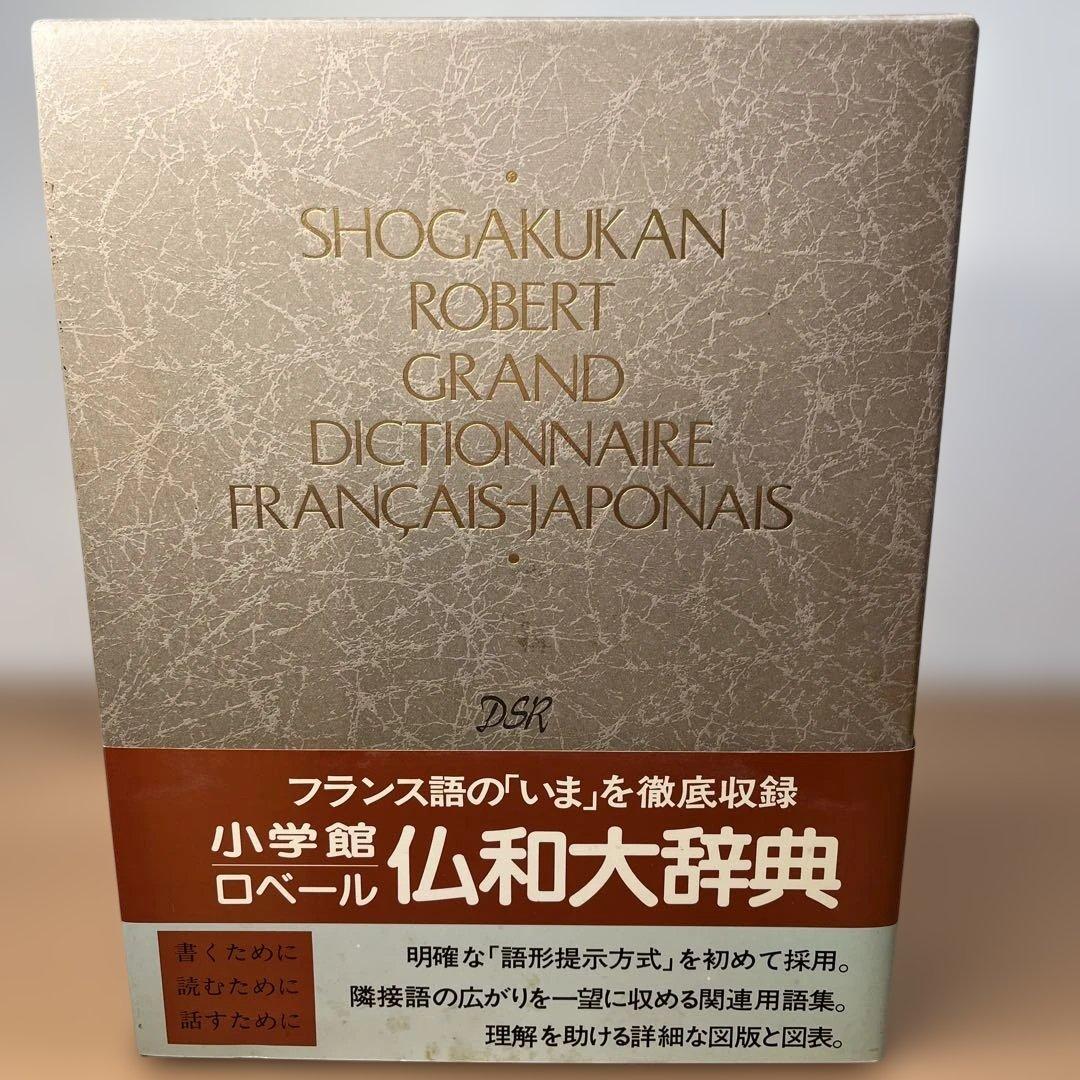 SHOGAKUKAN
ROBERT
GRAND
DICTIONNAIRE
FRANÇAIS-JAPONAIS
DSR
フランス語の「いま」を徹底収録
小学館
ロベール
仏和大辞典
書くために
読むために
話すために
明確な「語形提示方式」を初めて採用。
隣接語の広がりを一望に収める関連用語集。
理解を助ける詳細な図版と図表。